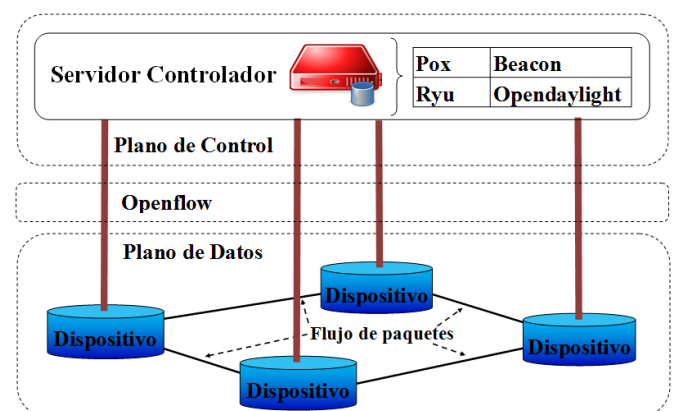 Servidor Controlador
Pox Beacon
Ryu Opendaylight
Plano de Control
Openflow
Plano de Datos
Dispositivo
Dispositivo
Flujo de paquetes
Dispositivo
Dispositivo